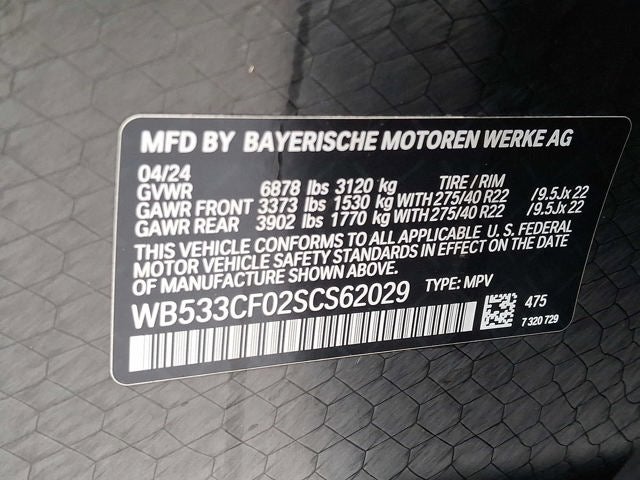 MFD BY BAYERISCHE MOTOREN WERKE AG
04/24 TIRE / RIM
GVWR 6878 lbs 3120 kg
GAWR FRONT 3373 lbs 1530 kg WITH 275/40 R22 /9.5Jx22
GAWR REAR 3902 lbs 1770 kg WITH 275/40 R22 /9.5Jx22
THIS VEHICLE CONFORMS TO ALL APPLICABLE U.S. FEDERAL
MOTOR VEHICLE SAFETY STANDARDS IN EFFECT ON THE DATE
OF MANUFACTURE SHOWN ABOVE.
WB533CF02SCS62029 TYPE: MPV
475
7 320 729